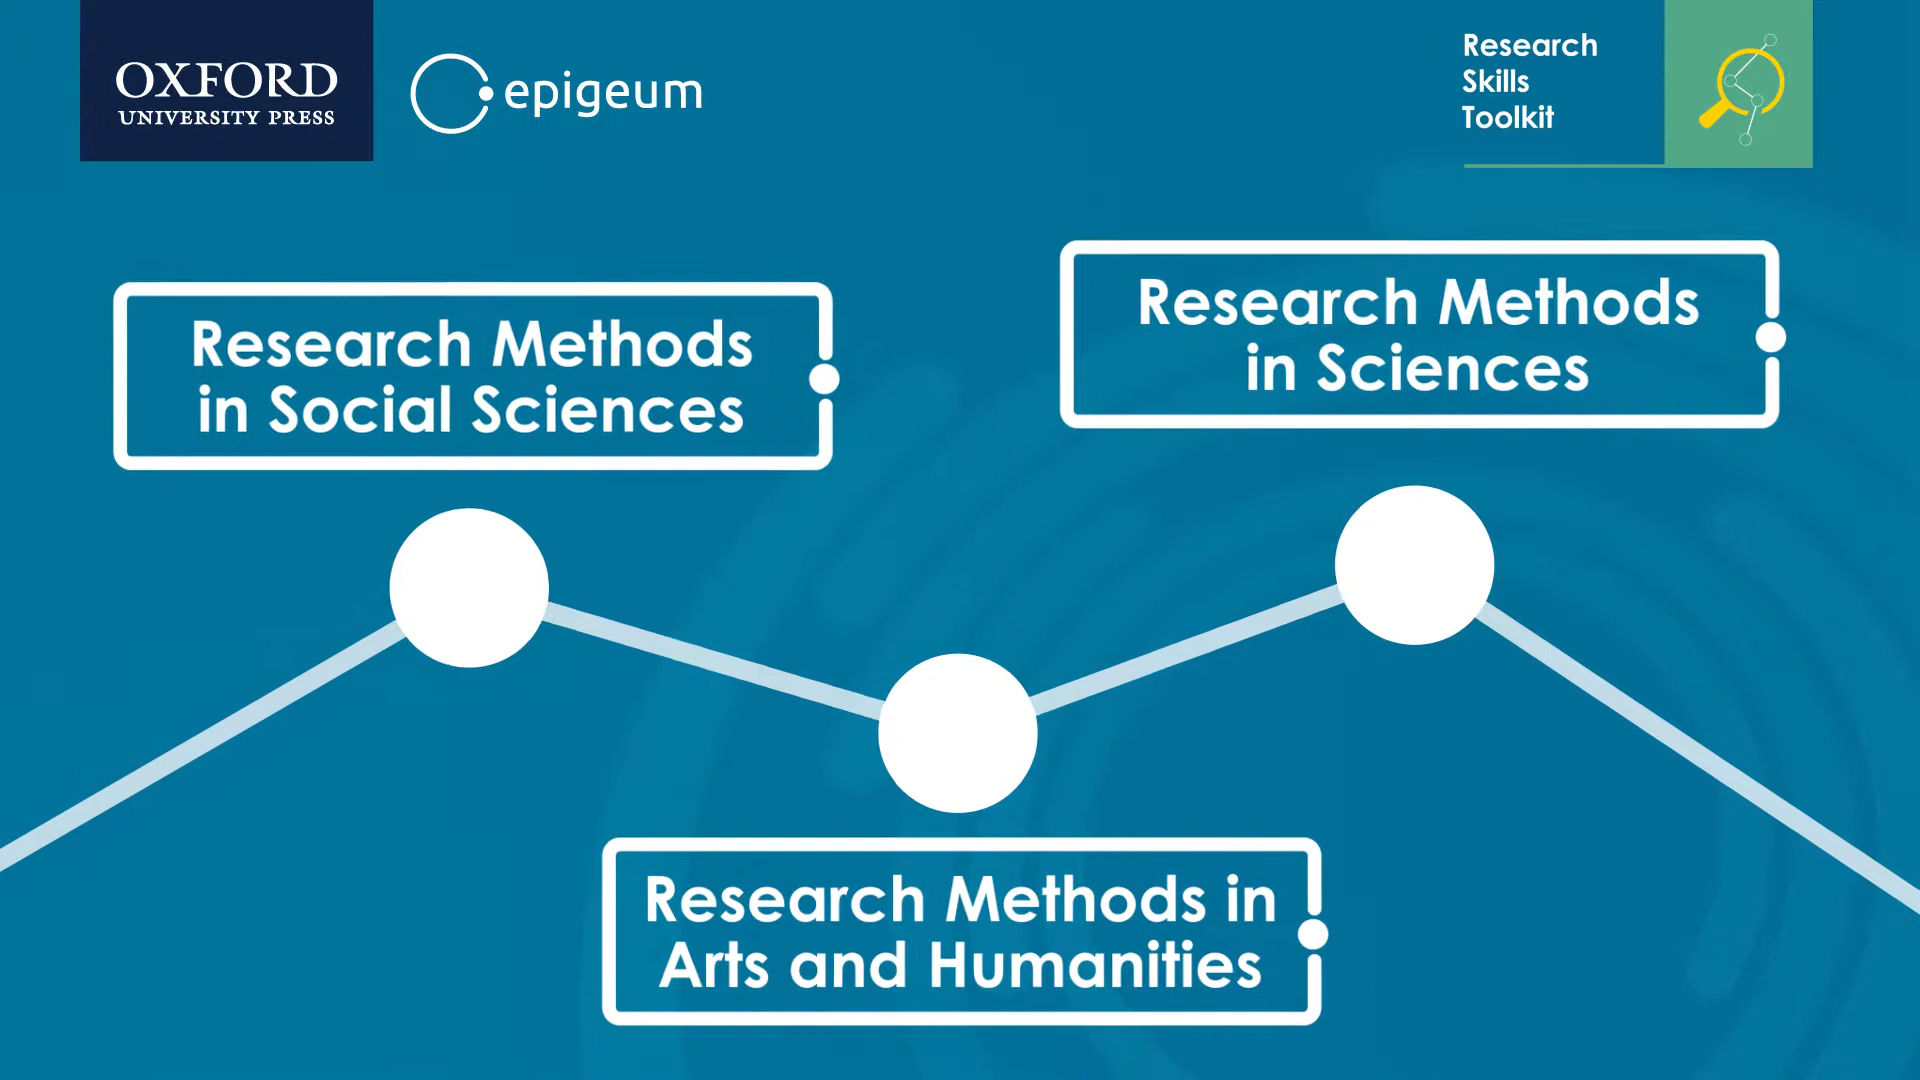 OXFORD
UNIVERSITY PRESS
epigeum
Research
Skills
Toolkit
Research Methods
in Social Sciences
Research Methods
in Sciences
Research Methods in
Arts and Humanities